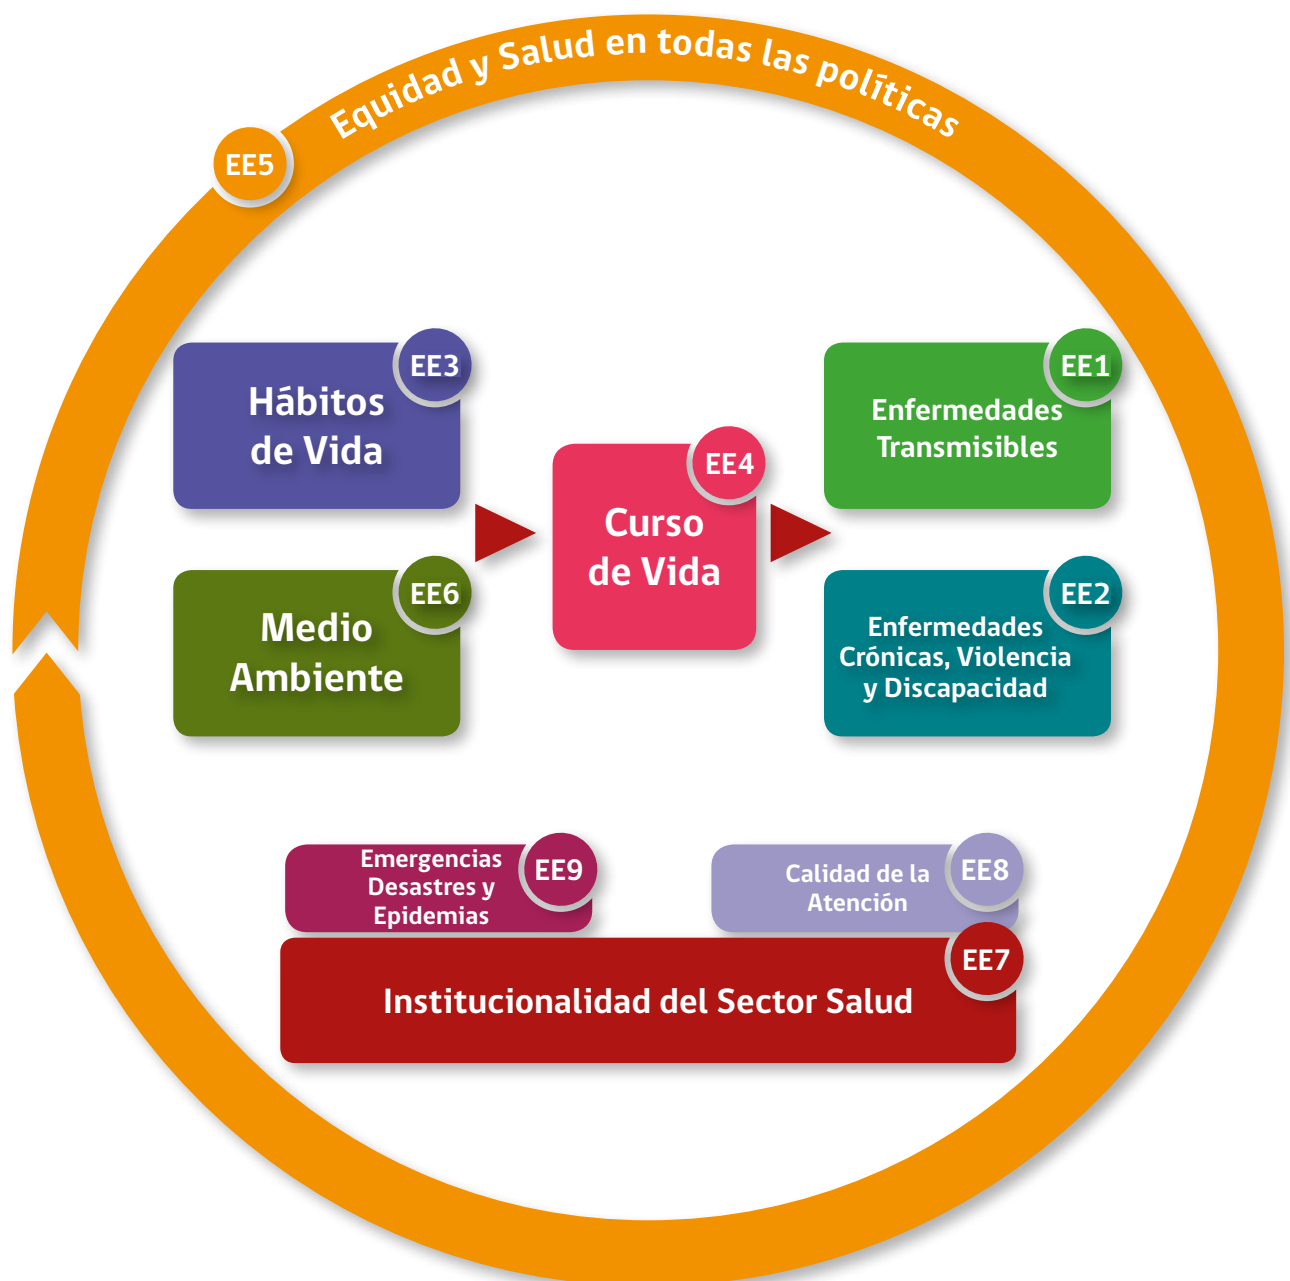 Equidad y Salud en todas las políticas
EE5
EE3
Hábitos
de Vida
EE6
Medio
Ambiente
EE4
Curso
de Vida
EE1
Enfermedades
Transmisibles
EE2
Enfermedades
Crónicas, Violencia
y Discapacidad
EE9
Emergencias
Desastres y
Epidemias
EE8
Calidad de la
Atención
EE7
Institucionalidad del Sector Salud